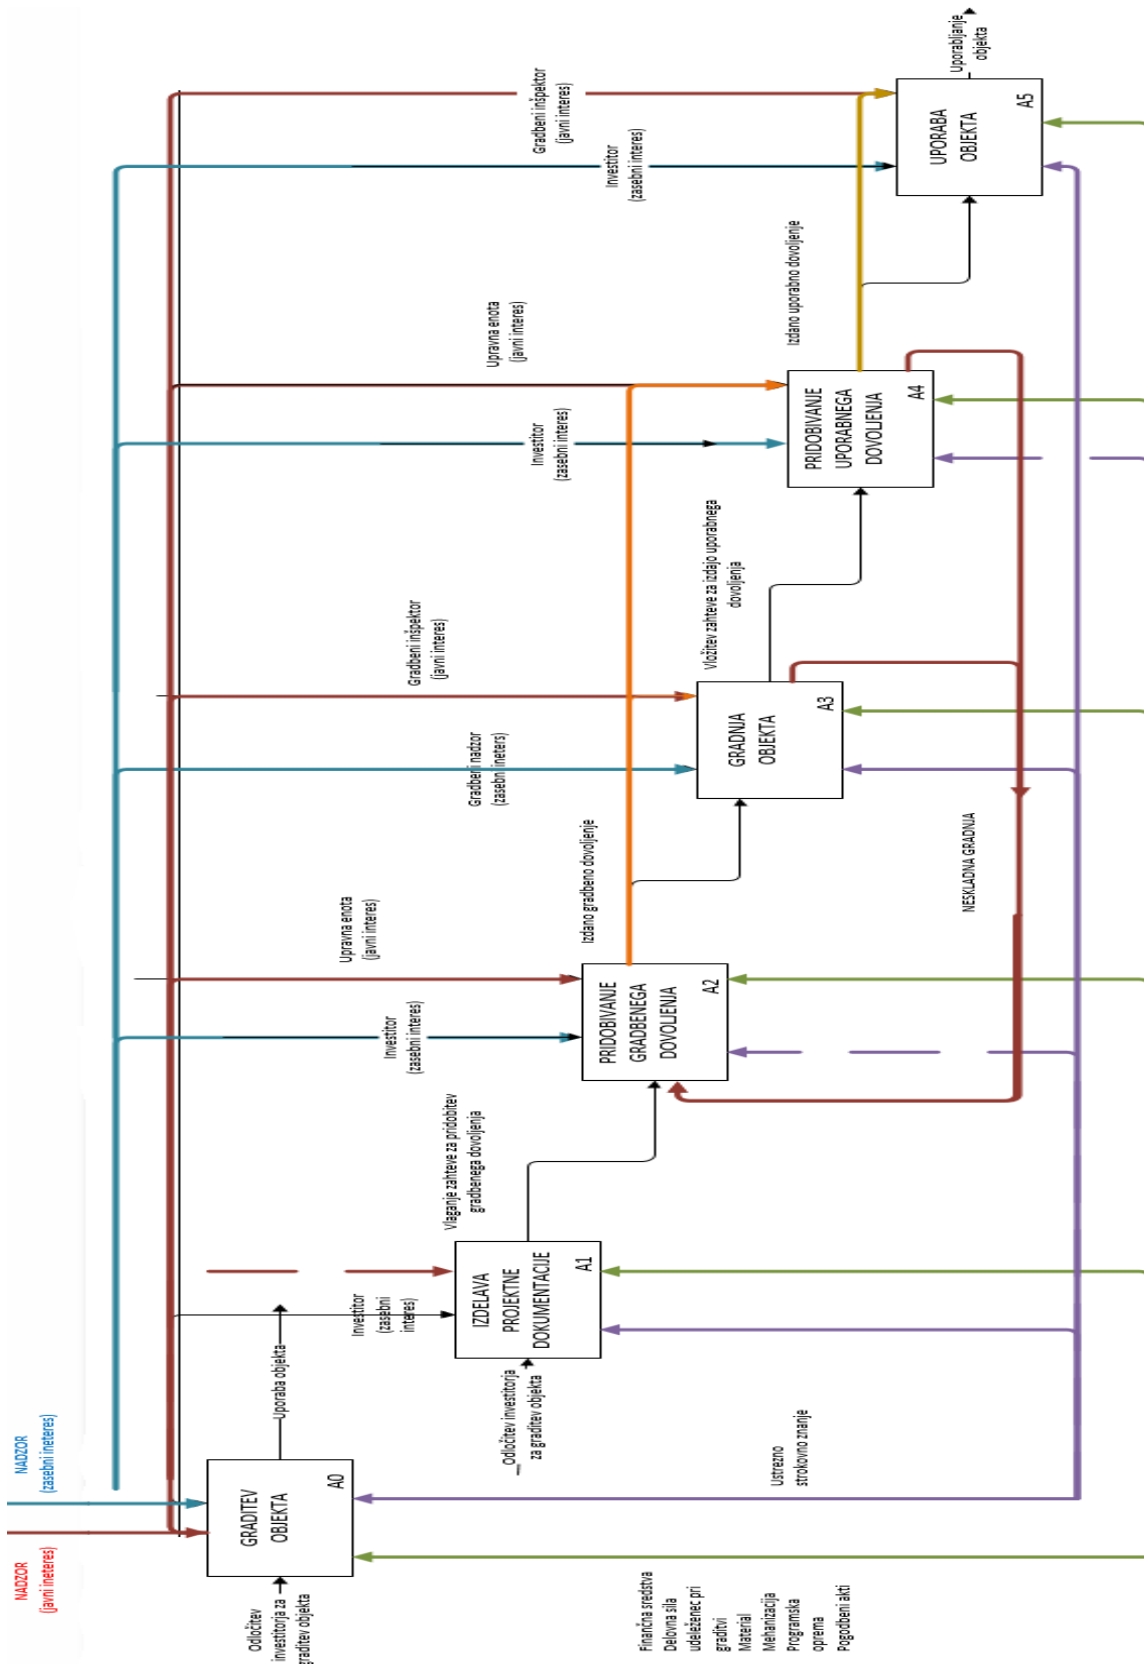 NADZOR
(javni ineteres)
NADZOR
(zasebni ineteres)
Odločitev
investitorja za
graditev objekta
GRADITEV
OBJEKTA
A0
Uporaba objekta
Odločitev investitorja
za graditev objekta
Investitor
(zasebni
interes)
IZDELAVA
PROJEKTNE
DOKUMENTACIJE
A1
Vlaganje zahteve za pridobitev
gradbenega dovoljenja
Investitor
(zasebni interes)
Upravna enota
(javni interes)
PRIDOBIVANJE
GRADBENEGA
DOVOLJENJA
A2
Izdano gradbeno dovoljenje
Gradbeni nadzor
(zasebni ineters)
Gradbeni inšpektor
(javni interes)
GRADNJA
OBJEKTA
A3
Vložitev zahteve za izdajo uporabnega
dovoljenja
Investitor
(zasebni interes)
Upravna enota
(javni interes)
PRIDOBIVANJE
UPORABNEGA
DOVOLJENJA
A4
Izdano uporabno dovoljenje
Investitor
(zasebni interes)
Gradbeni inšpektor
(javni interes)
UPORABA
OBJEKTA
A5
Uporabljanje
objekta
NESKLADNA GRADNJA
Ustrezno
strokovno znanje
Finančna sredstva
Delovna sila
udeleženec pri
graditvi
Material
Mehanizacija
Programska
oprema
Pogodbeni akti